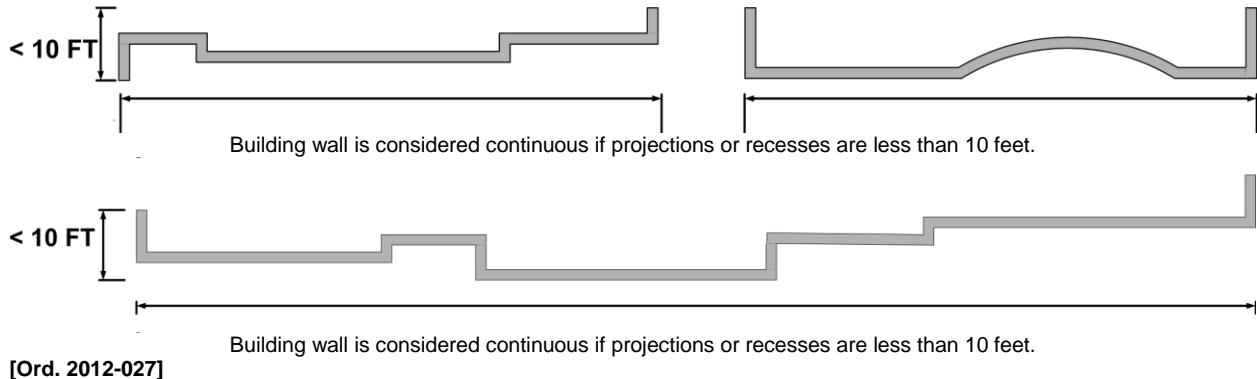 < 10 FT
Building wall is considered continuous if projections or recesses are less than 10 feet.
< 10 FT
Building wall is considered continuous if projections or recesses are less than 10 feet.
[Ord. 2012-027]